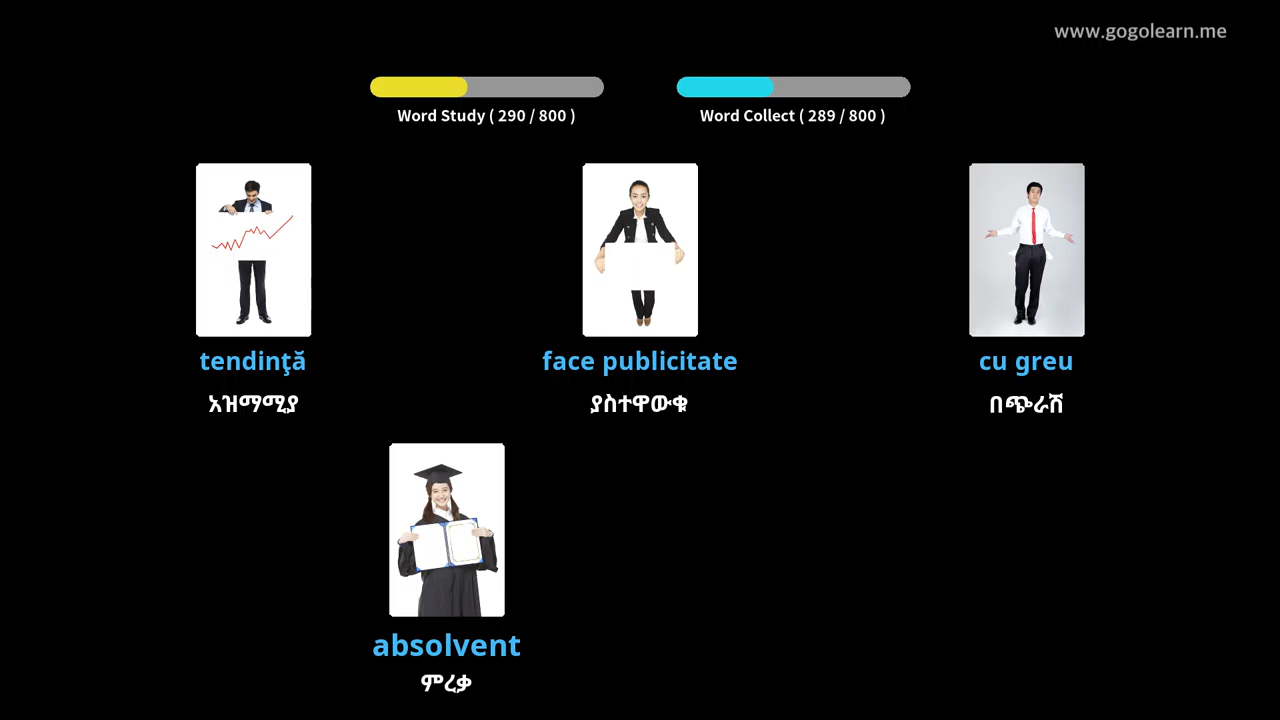 www.gogolearn.me
Word Study ( 290 / 800 )
Word Collect ( 289 / 800 )
tendinţă
face publicitate
cu greu
አዝማሚያ
ያስተዋውቁ
በጭራሽ
absolvent
ምረቃ